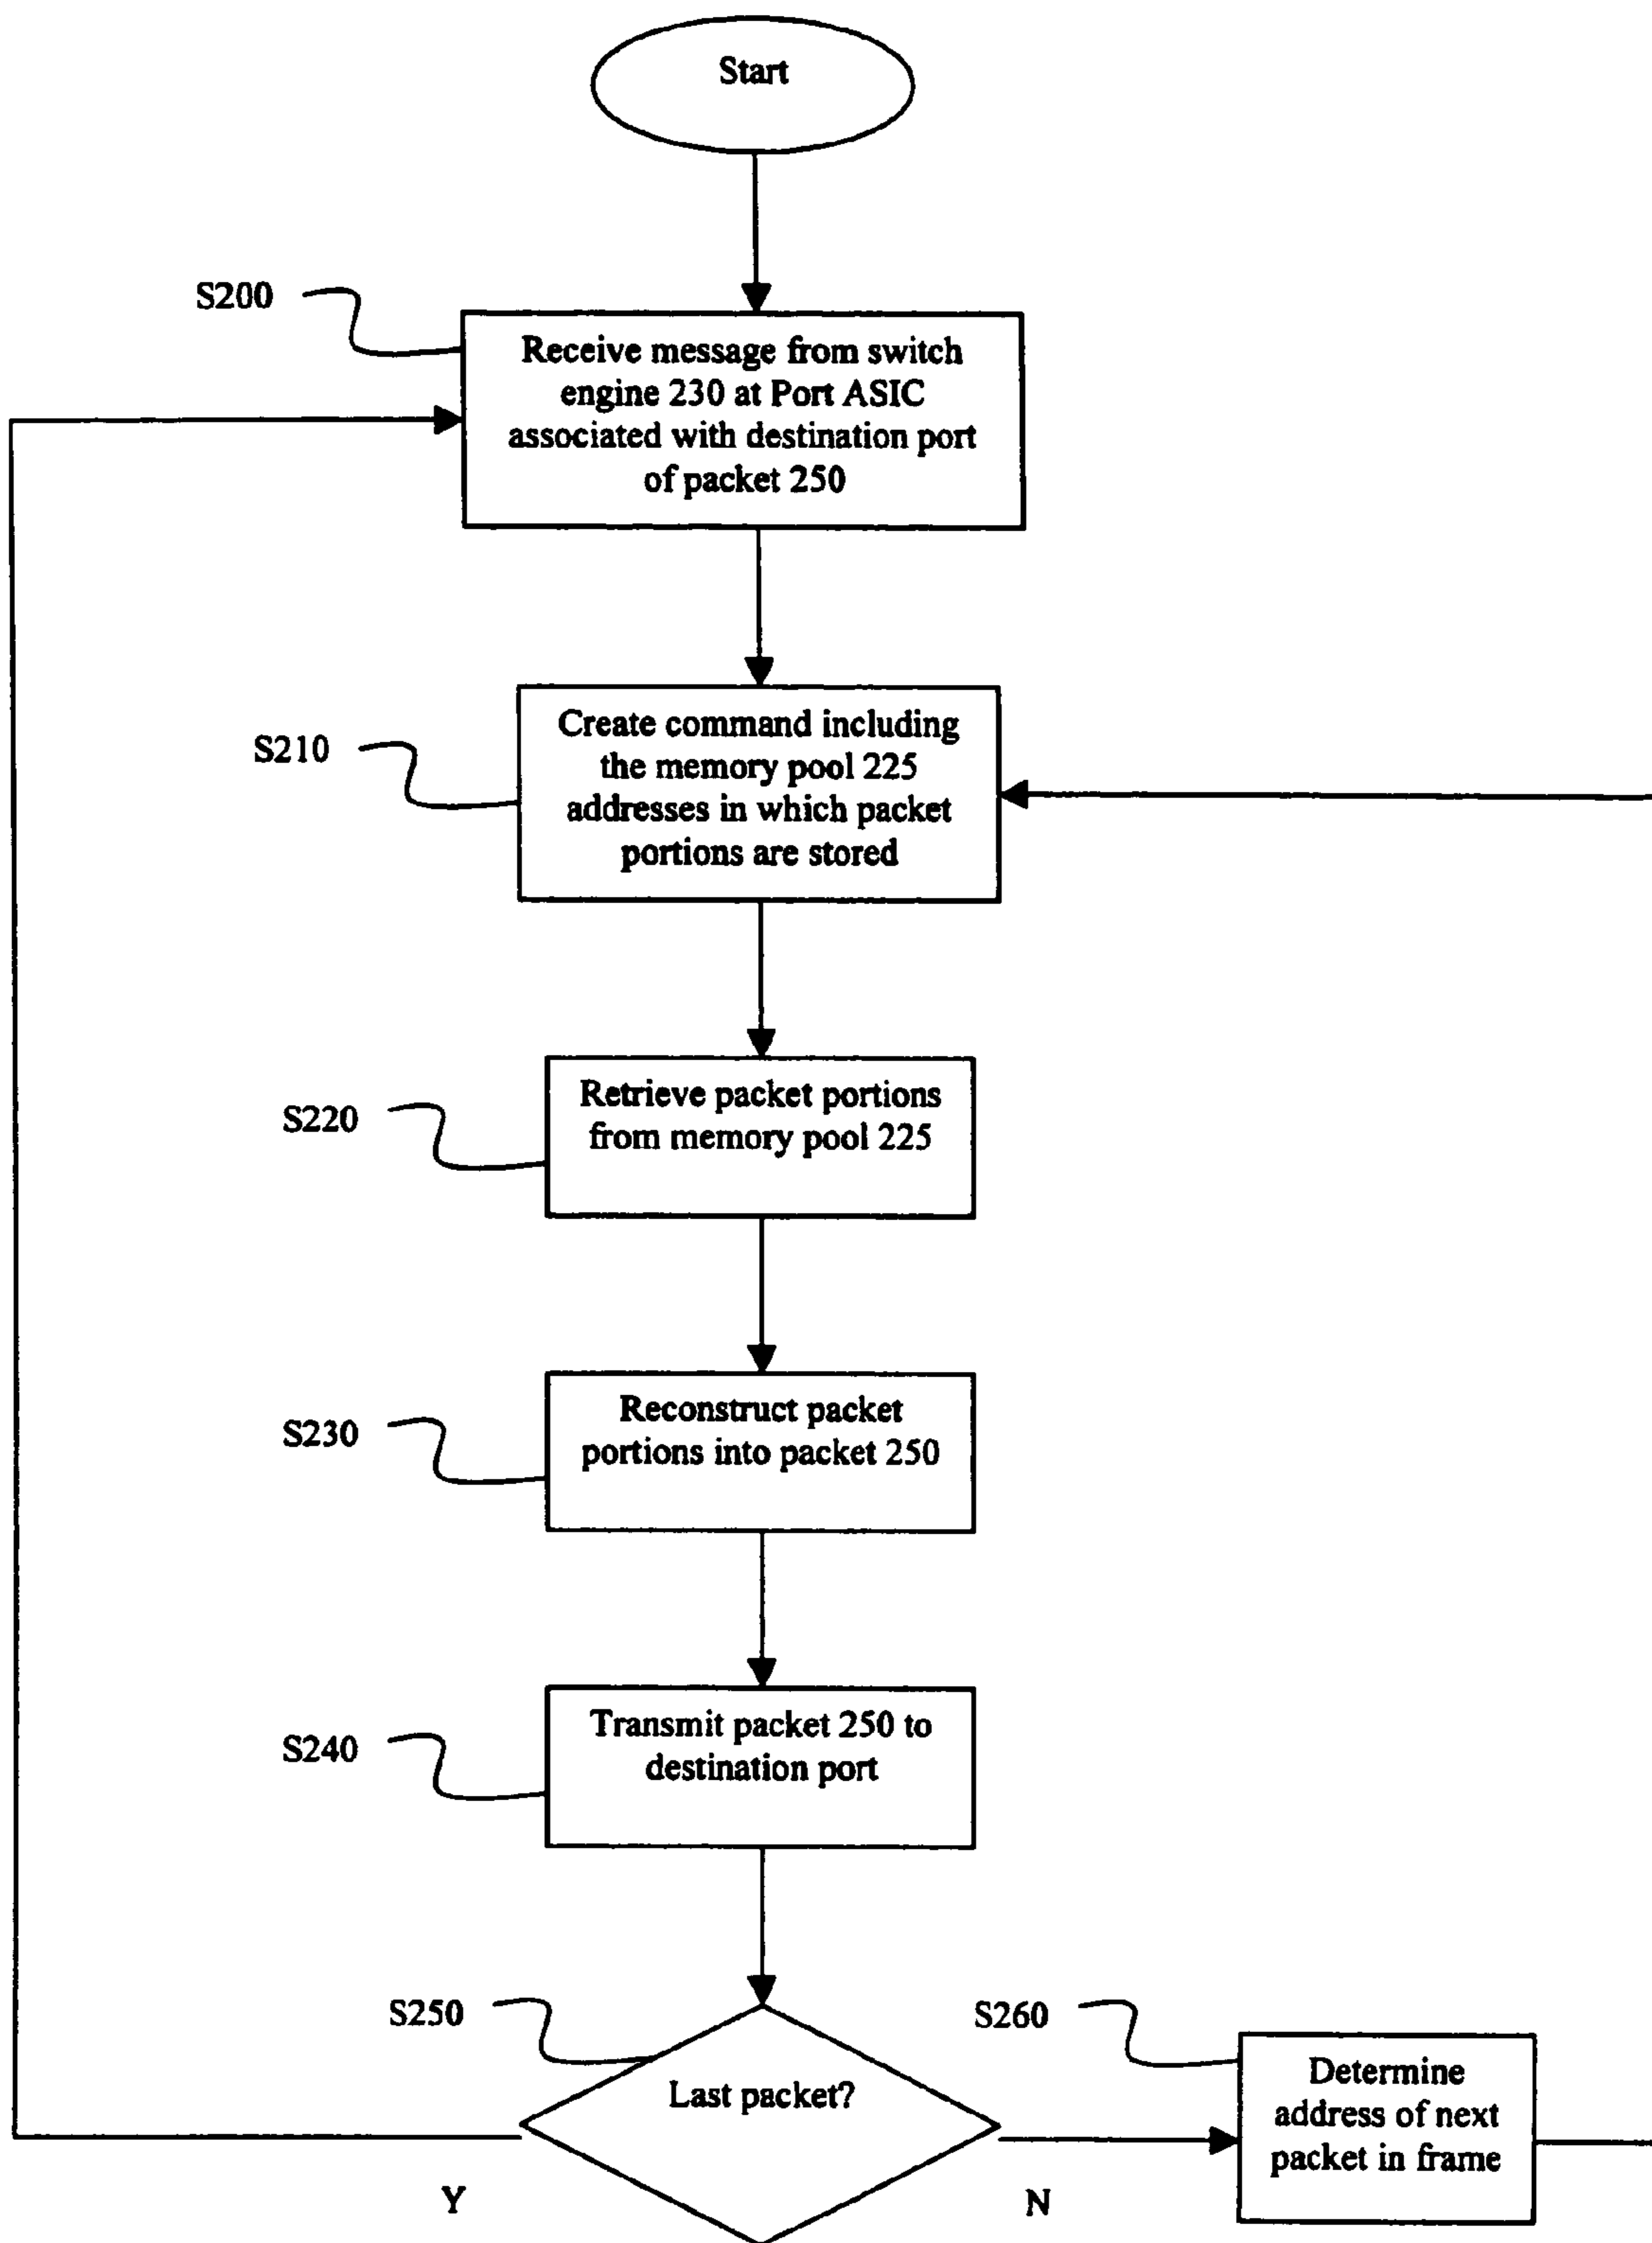 Start
S200
Receive message from switch
engine 230 at Port ASIC
associated with destination port
of packet 250
S210
Create command including
the memory pool 225
addresses in which packet
portions are stored
S220
Retrieve packet portions
from memory pool 225
S230
Reconstruct packet
portions into packet 250
S240
Transmit packet 250 to
destination port
S250
Last packet?
Y
N
S260
Determine
address of next
packet in frame